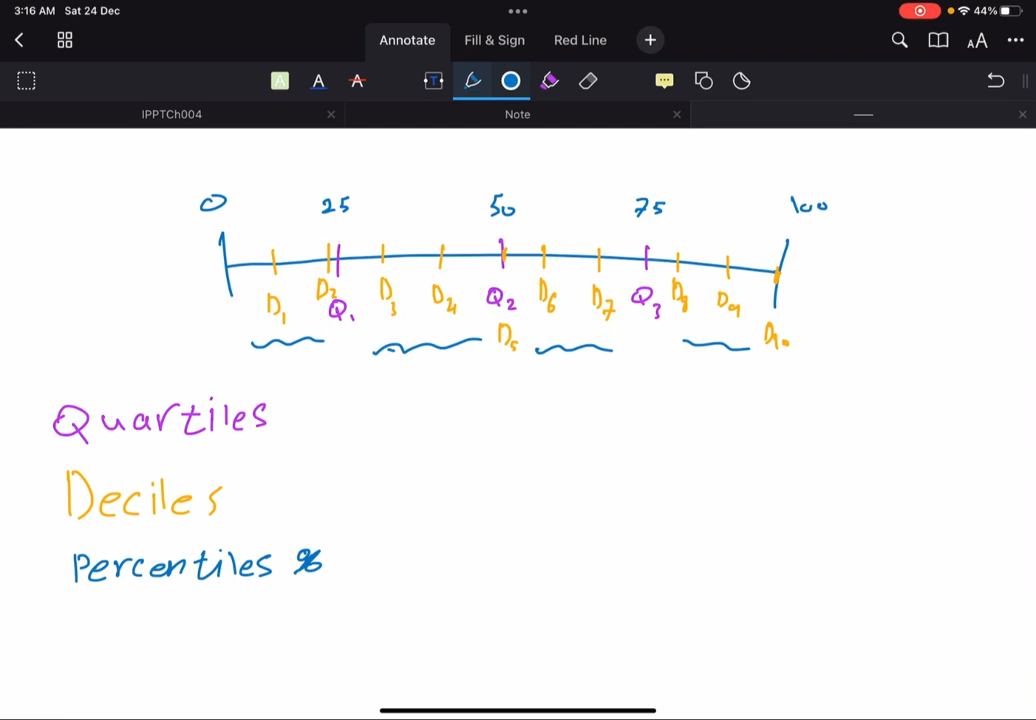 3:16 AM Sat 24 Dec
44%
Annotate Fill & Sign Red Line
A A A T AA
IPPTCh004 Note
0 25 50 75 100
D1 D2 Q1 D3 D4 Q2 D6 D7 Q3 D8 D9
D5 D10
Quartiles
Deciles
Percentiles %